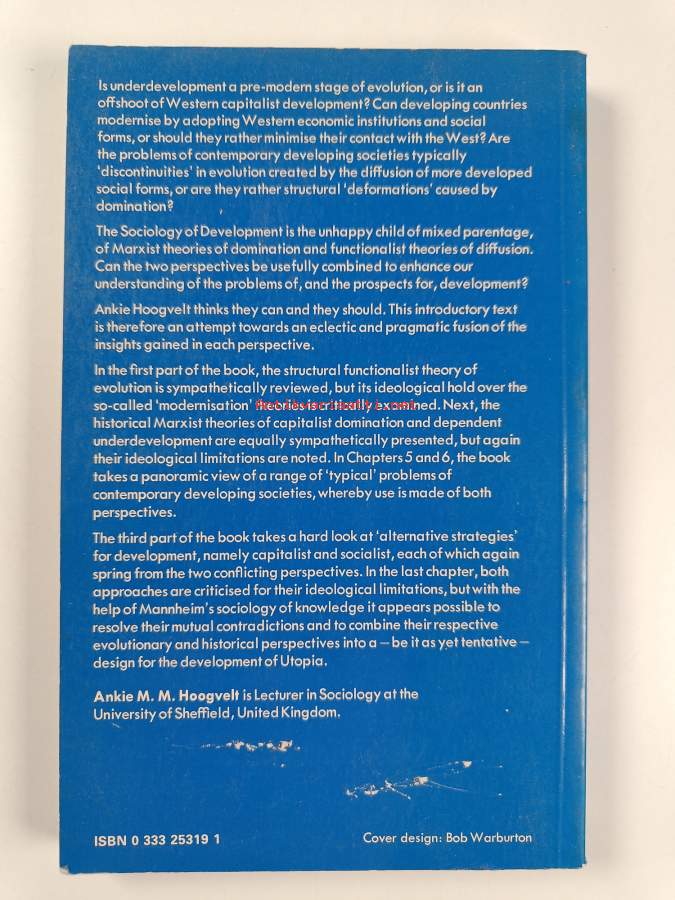 Is underdevelopment a pre-modern stage of evolution, or is it an
offshoot of Western capitalist development? Can developing countries
modernise by adopting Western economic institutions and social
forms, or should they rather minimise their contact with the West? Are
the problems of contemporary developing societies typically
'discontinuities' in evolution created by the diffusion of more developed
social forms, or are they rather structural 'deformations' caused by
domination?
The Sociology of Development is the unhappy child of mixed parentage,
of Marxist theories of domination and functionalist theories of diffusion.
Can the two perspectives be usefully combined to enhance our
understanding of the problems of, and the prospects for, development?
Ankie Hoogvelt thinks they can and they should. This introductory text
is therefore an attempt towards an eclectic and pragmatic fusion of the
insights gained in each perspective.
In the first part of the book, the structural functionalist theory of
evolution is sympathetically reviewed, but its ideological hold over the
so-called 'modernisation' theories is critically examined. Next, the
historical Marxist theories of capitalist domination and dependent
underdevelopment are equally sympathetically presented, but again
their ideological limitations are noted. In Chapters 5 and 6, the book
takes a panoramic view of a range of 'typical' problems of
contemporary developing societies, whereby use is made of both
perspectives.
The third part of the book takes a hard look at 'alternative strategies'
for development, namely capitalist and socialist, each of which again
spring from the two conflicting perspectives. In the last chapter, both
approaches are criticised for their ideological limitations, but with the
help of Mannheim's sociology of knowledge it appears possible to
resolve their mutual contradictions and to combine their respective
evolutionary and historical perspectives into a – be it as yet tentative –
design for the development of Utopia.
Ankie M. M. Hoogvelt is Lecturer in Sociology at the
University of Sheffield, United Kingdom.
ISBN 0 333 25319 1
Cover design: Bob Warburton